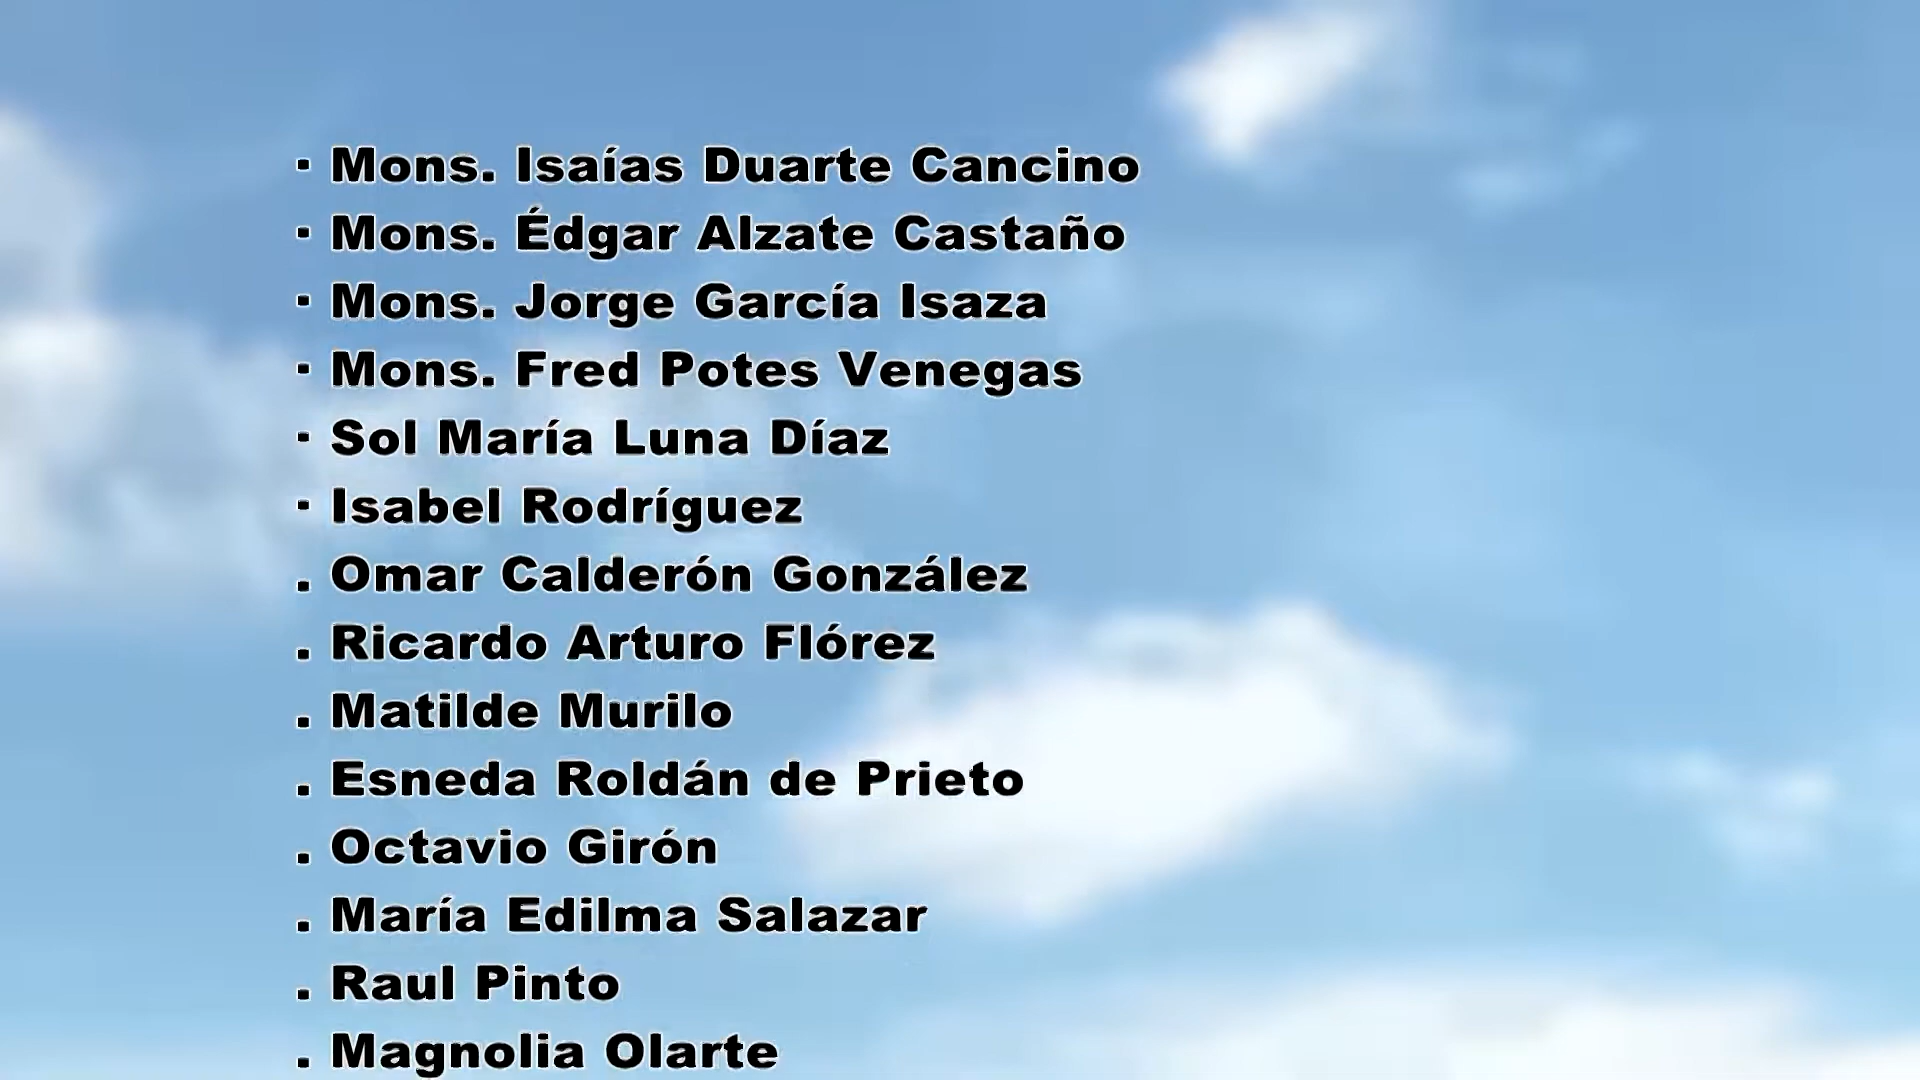 · Mons. Isaías Duarte Cancino
· Mons. Édgar Alzate Castaño
· Mons. Jorge García Isaza
· Mons. Fred Potes Venegas
· Sol María Luna Díaz
· Isabel Rodríguez
. Omar Calderón González
. Ricardo Arturo Flórez
. Matilde Murilo
. Esneda Roldán de Prieto
. Octavio Girón
. María Edilma Salazar
. Raul Pinto
. Magnolia Olarte